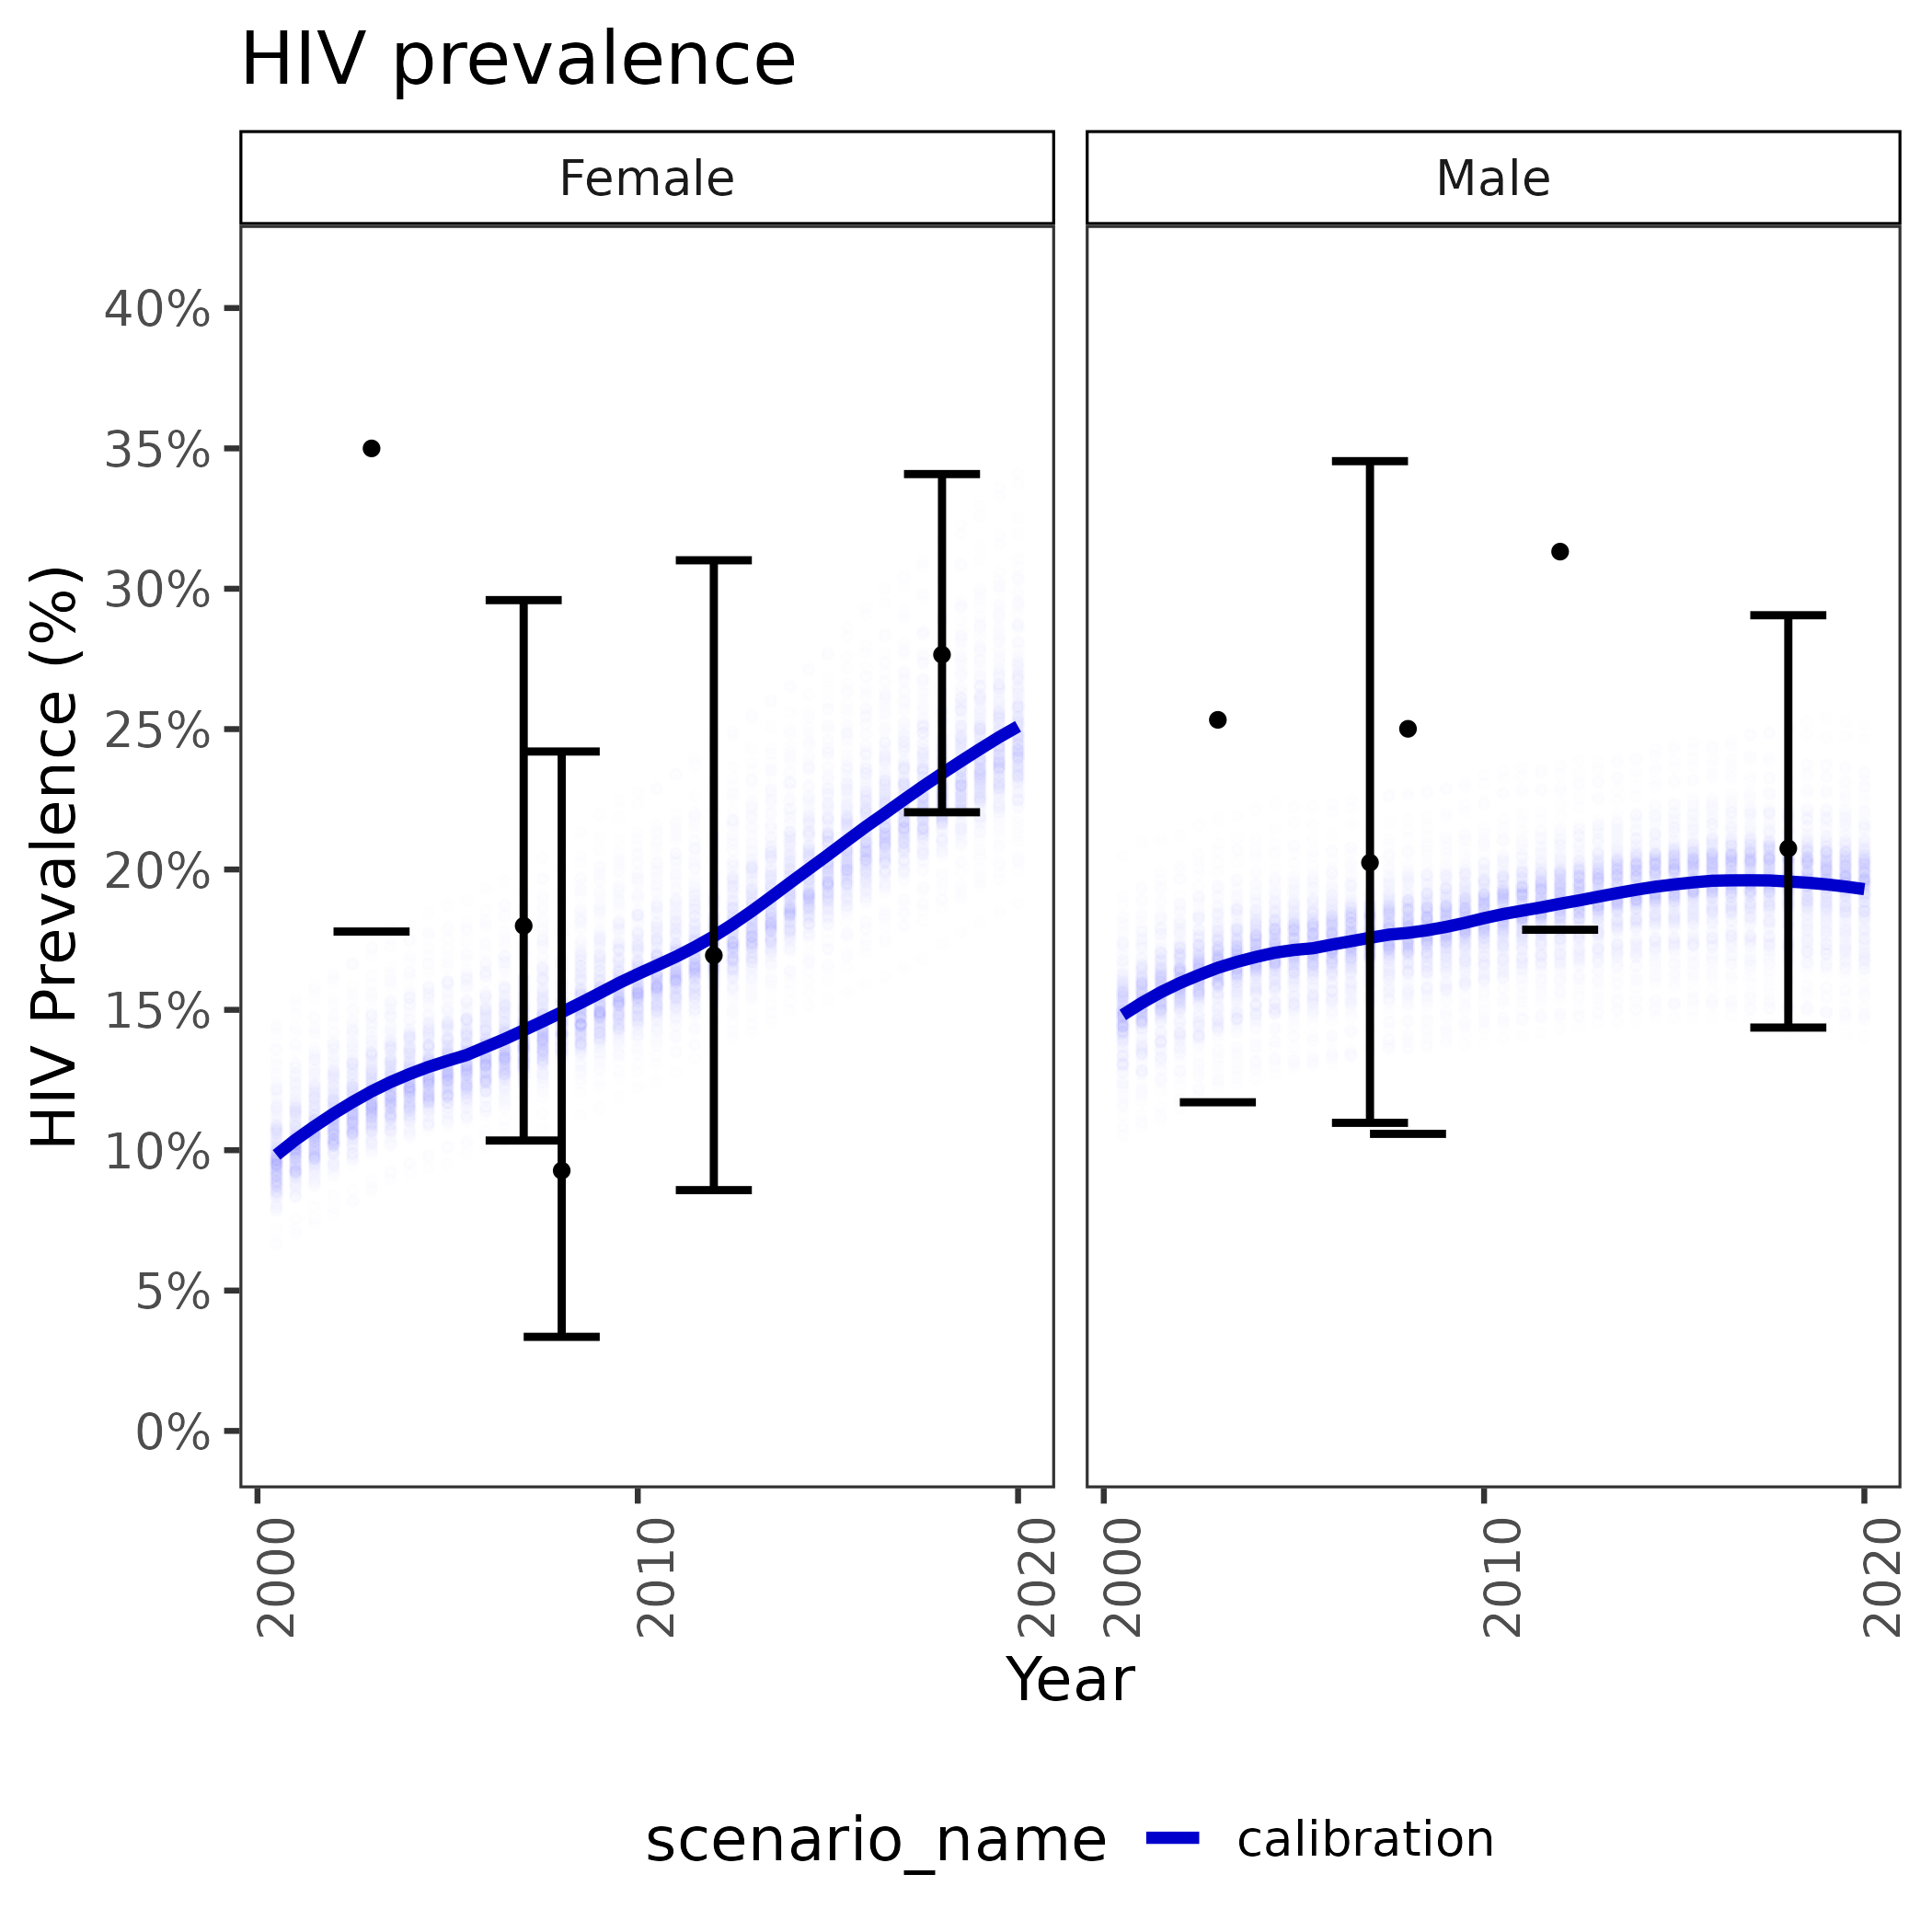 HIV prevalence
Female
Male
HIV Prevalence (%)
40%
35%
30%
25%
20%
15%
10%
5%
0%
2000
2010
2020
2000
2010
2020
Year
scenario_name
calibration